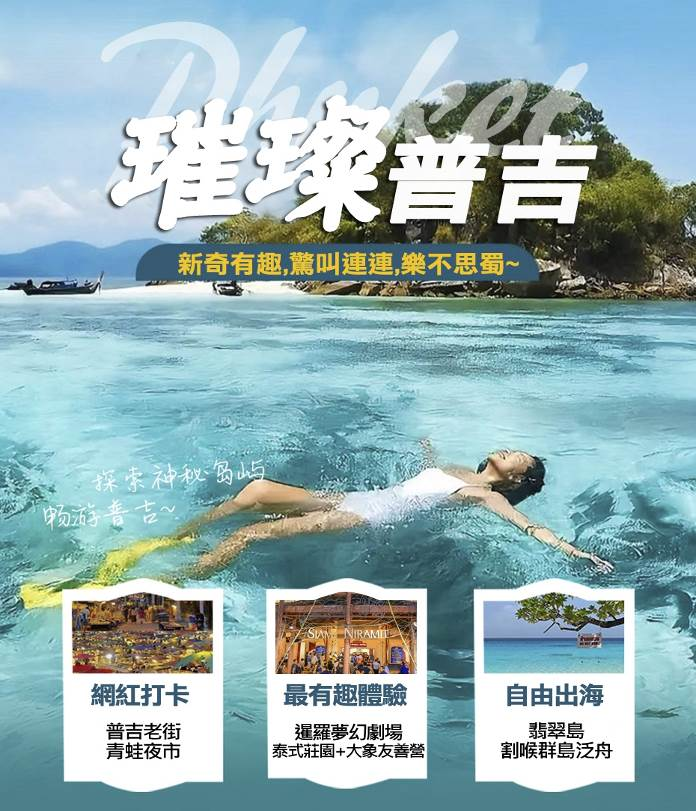 Phuket
璀璨普吉
新奇有趣,驚叫連連,樂不思蜀~
探索神秘岛屿
畅游普吉~
SIAM NIRAMIT
網紅打卡
普吉老街
青蛙夜市
最有趣體驗
暹羅夢幻劇場
泰式莊園+大象友善營
自由出海
翡翠島
割喉群島泛舟